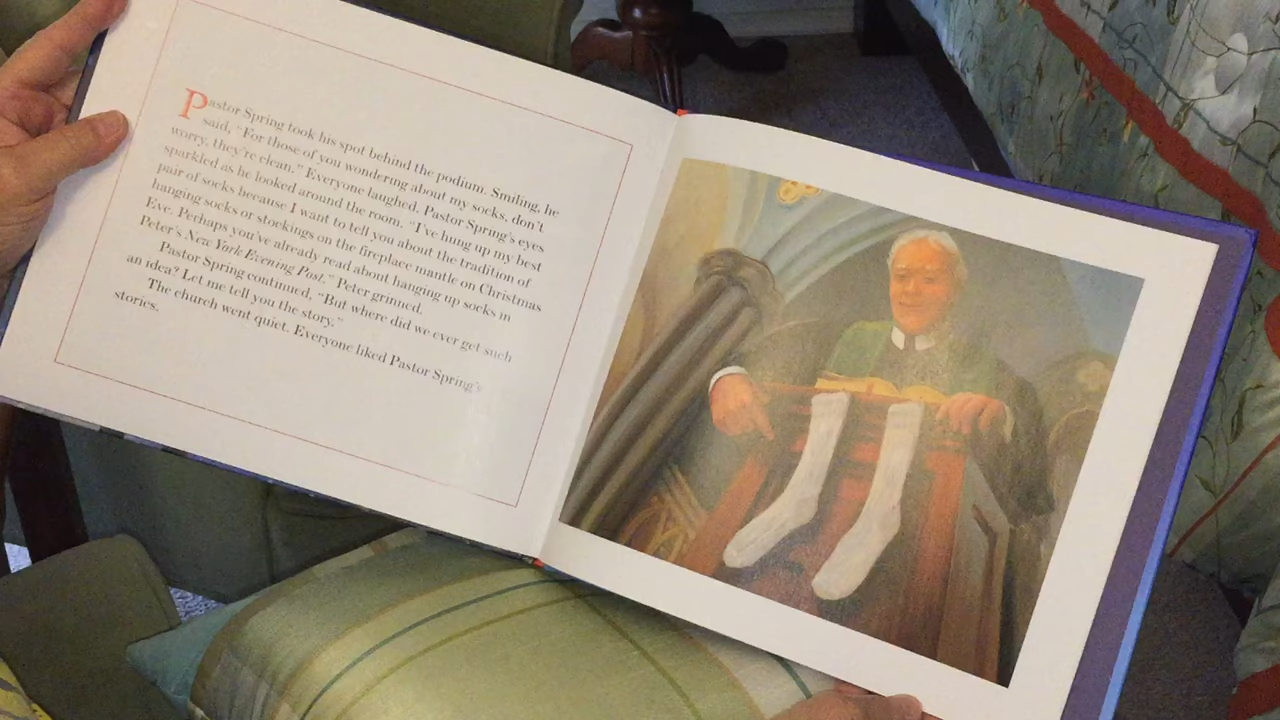 Pastor Spring took his spot behind the podium. Smiling, he
said, "For those of you wondering about my socks, don't
worry, they're clean." Everyone laughed. Pastor Spring's eyes
sparkled as he looked around the room. "I've hung up my best
pair of socks because I want to tell you about the tradition of
hanging socks or stockings on the fireplace mantle on Christmas
Eve. Perhaps you've already read about hanging up socks in
Peter's New York Evening Post." Peter grinned.
Pastor Spring continued, "But where did we ever get such
an idea? Let me tell you the story."
The church went quiet. Everyone liked Pastor Spring's
stories.